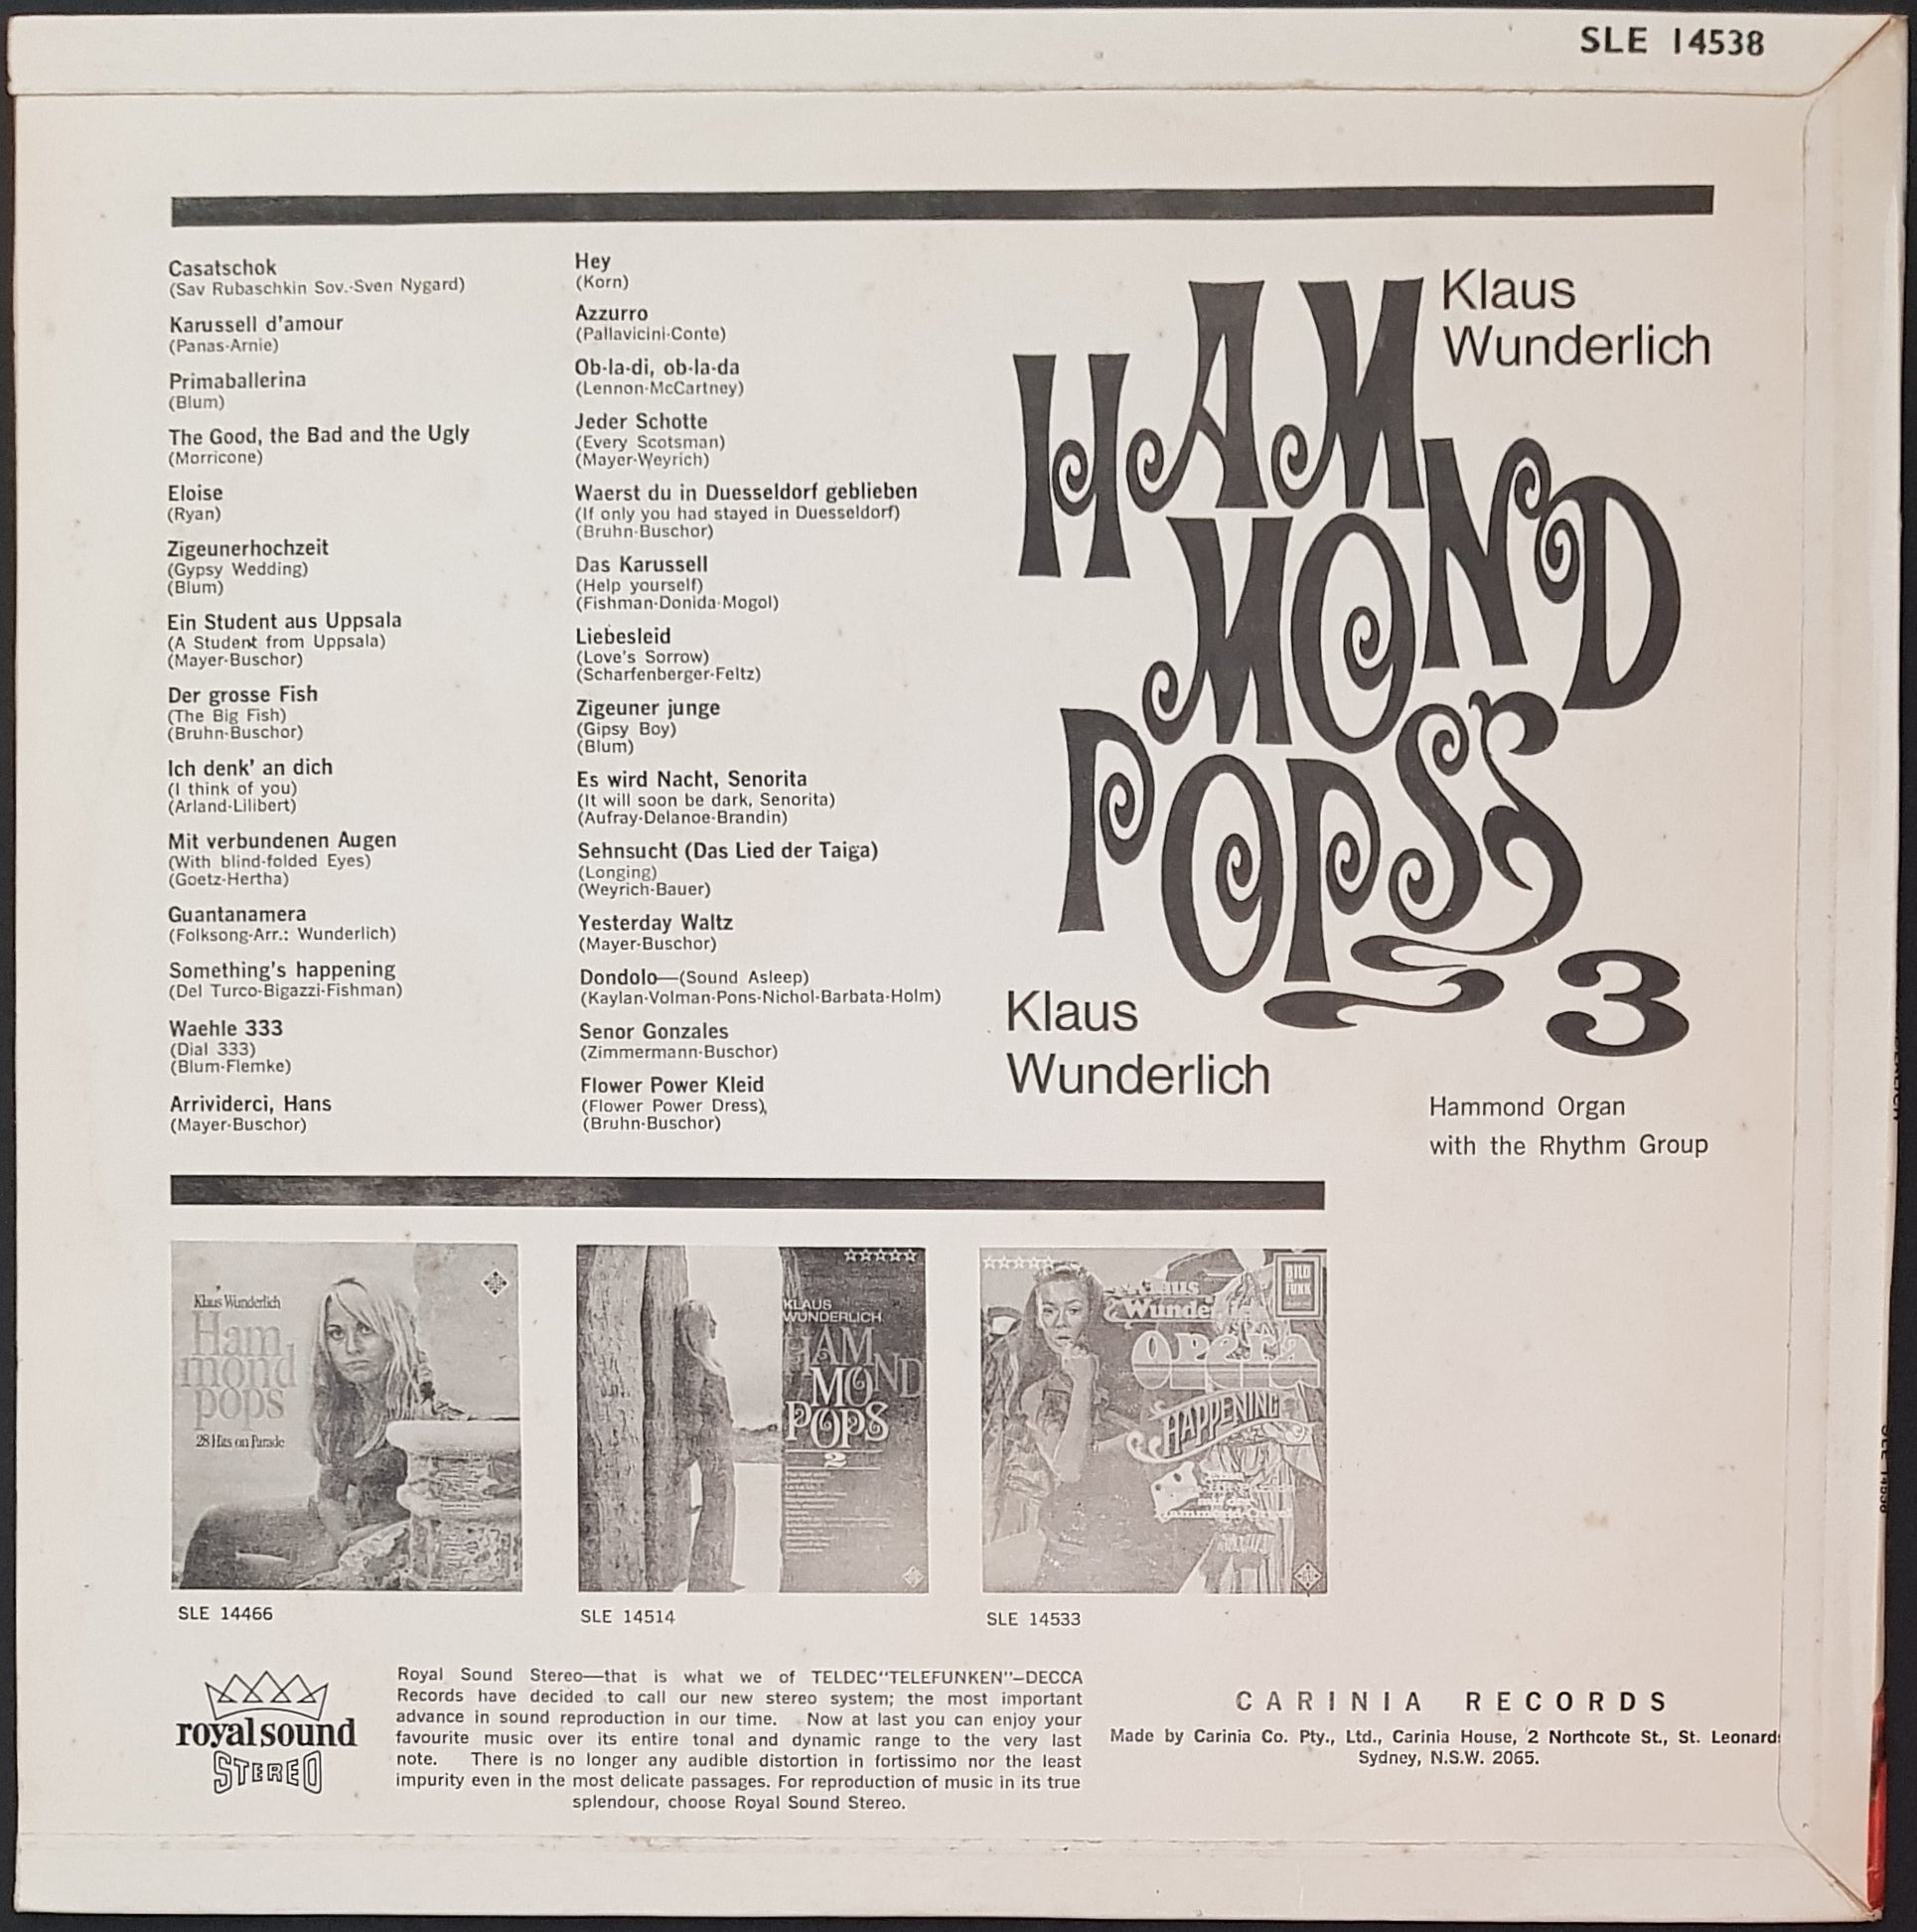 SLE 14538
Casatschok
(Sav Rubaschkin Sov.-Sven Nygard)
Karussell d'amour
(Panas-Arnie)
Primaballerina
(Blum)
The Good, the Bad and the Ugly
(Morricone)
Eloise
(Ryan)
Zigeunerhochzeit
(Gypsy Wedding)
(Blum)
Ein Student aus Uppsala
(A Student from Uppsala)
(Mayer-Buschor)
Der grosse Fish
(The Big Fish)
(Bruhn-Buschor)
Ich denk' an dich
(I think of you)
(Arland-Lilibert)
Mit verbundenen Augen
(With blind-folded Eyes)
(Goetz-Hertha)
Guantanamera
(Folksong-Arr.: Wunderlich)
Something's happening
(Del Turco-Bigazzi-Fishman)
Waehle 333
(Dial 333)
(Blum-Flemke)
Arrividerci, Hans
(Mayer-Buschor)
Hey
(Korn)
Azzurro
(Pallavicini-Conte)
Ob-la-di, ob-la-da
(Lennon-McCartney)
Jeder Schotte
(Every Scotsman)
(Mayer-Weyrich)
Waerst du in Duesseldorf geblieben
(If only you had stayed in Duesseldorf)
(Bruhn-Buschor)
Das Karussell
(Help yourself)
(Fishman-Donida-Mogol)
Liebesleid
(Love's Sorrow)
(Scharfenberger-Feltz)
Zigeuner junge
(Gipsy Boy)
(Blum)
Es wird Nacht, Senorita
(It will soon be dark, Senorita)
(Aufray-Delanoe-Brandin)
Sehnsucht (Das Lied der Taiga)
(Longing)
(Weyrich-Bauer)
Yesterday Waltz
(Mayer-Buschor)
Dondolo—(Sound Asleep)
(Kaylan-Volman-Pons-Nichol-Barbata-Holm)
Senor Gonzales
(Zimmermann-Buschor)
Flower Power Kleid
(Flower Power Dress),
(Bruhn-Buschor)
Klaus
Wunderlich
HAM
MOND
POPS
3
Klaus
Wunderlich
Hammond Organ
with the Rhythm Group
Klaus Wunderlich
Ham
mond
pops
28 Hits on Parade
SLE 14466
KLAUS
WUNDERLICH
HAM
MOND
POPS
2
SLE 14514
Klaus
Wunderlich
Opera
HAPPENING
Hammond-Orgel
BILD
FUNK
SLE 14533
royal sound
STEREO
Royal Sound Stereo—that is what we of TELDEC"TELEFUNKEN"–DECCA
Records have decided to call our new stereo system; the most important
advance in sound reproduction in our time. Now at last you can enjoy your
favourite music over its entire tonal and dynamic range to the very last
note. There is no longer any audible distortion in fortissimo nor the least
impurity even in the most delicate passages. For reproduction of music in its true
splendour, choose Royal Sound Stereo.
CARINIA RECORDS
Made by Carinia Co. Pty., Ltd., Carinia House, 2 Northcote St., St. Leonards
Sydney, N.S.W. 2065.